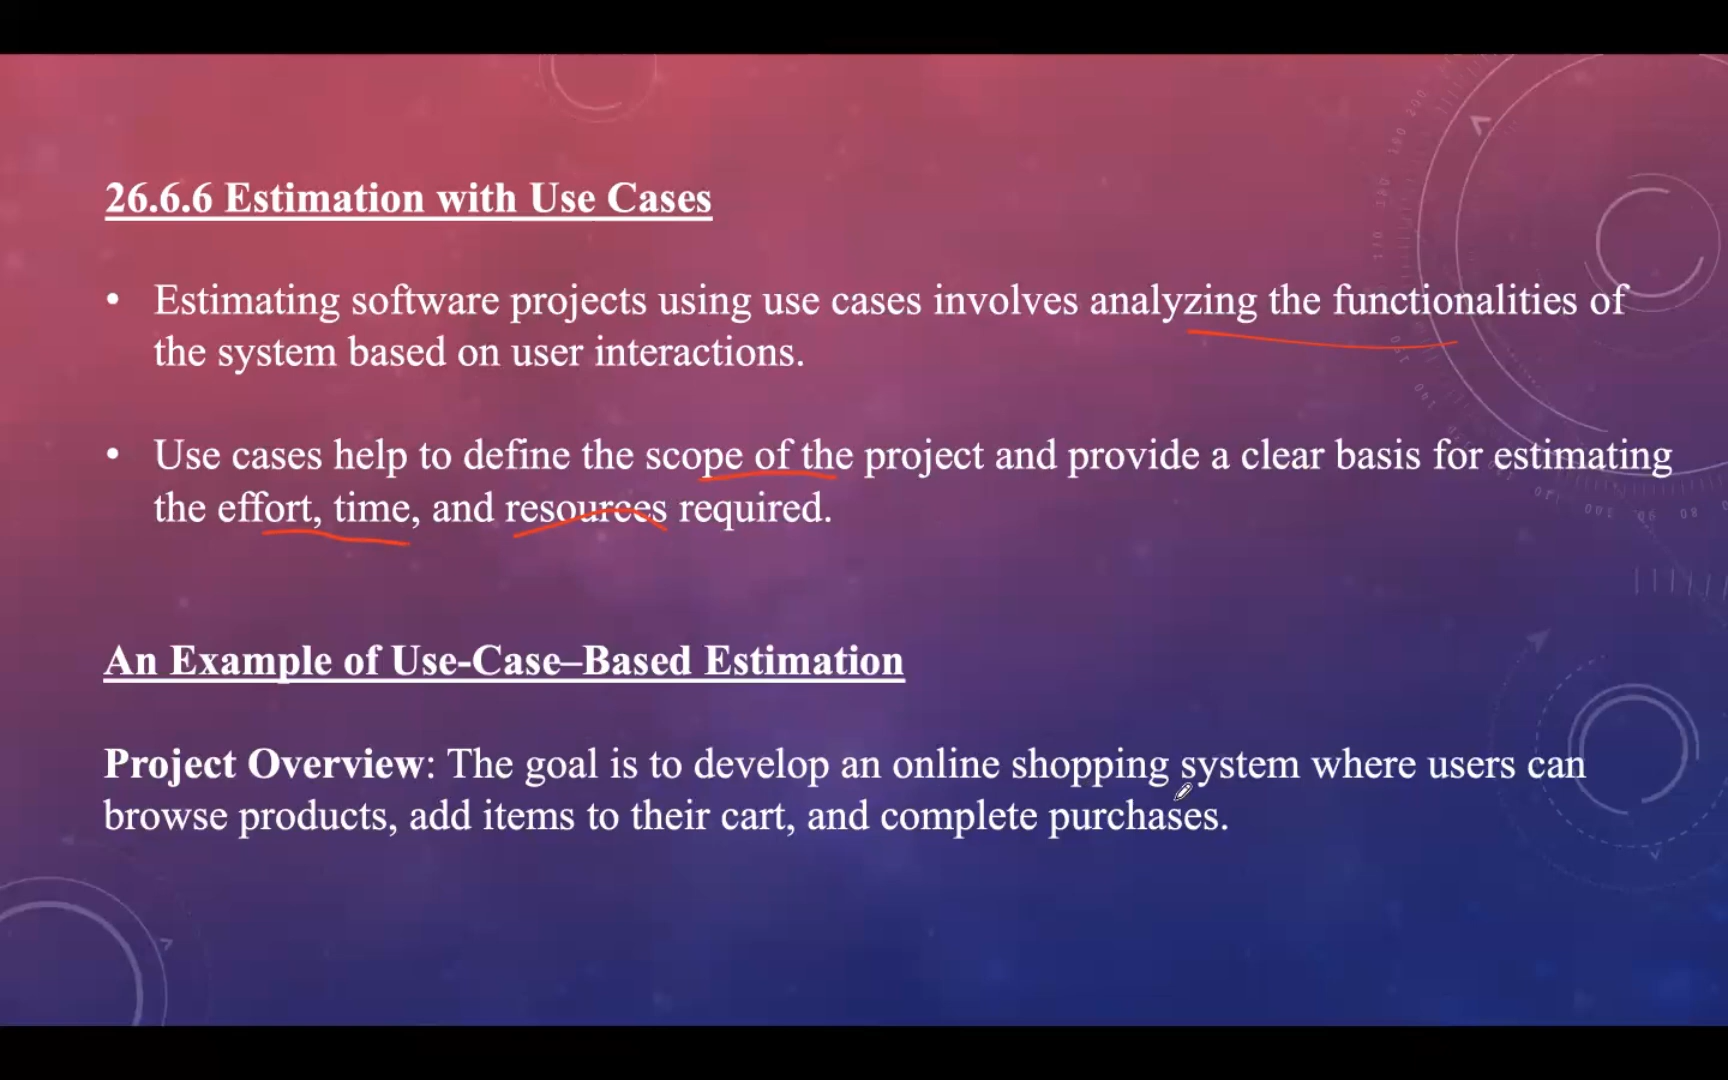 26.6.6 Estimation with Use Cases
• Estimating software projects using use cases involves analyzing the functionalities of
the system based on user interactions.
• Use cases help to define the scope of the project and provide a clear basis for estimating
the effort, time, and resources required.
An Example of Use-Case–Based Estimation
Project Overview: The goal is to develop an online shopping system where users can
browse products, add items to their cart, and complete purchases.